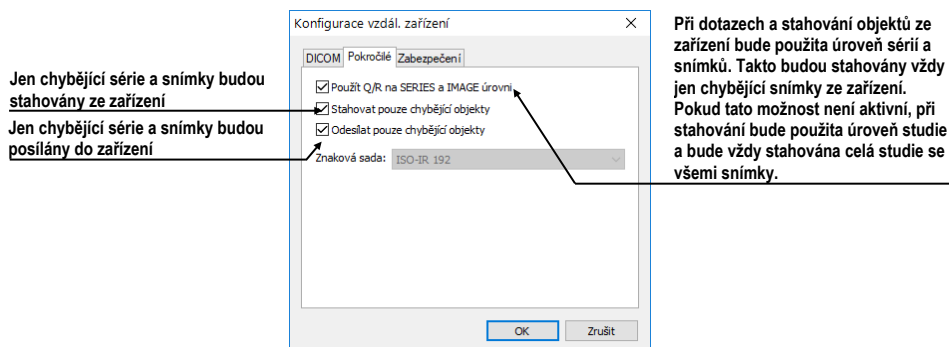 Jen chybějící série a snímky budou
stahovány ze zařízení
Jen chybějící série a snímky budou
posílány do zařízení
Konfigurace vzdál. zařízení
DICOM Pokročilé Zabezpečení
Použít Q/R na SERIES a IMAGE úrovni
Stahovat pouze chybějící objekty
Odesílat pouze chybějící objekty
Znaková sada: ISO-IR 192
OK Zrušit
Při dotazech a stahování objektů ze
zařízení bude použita úroveň sérií a
snímků. Takto budou stahovány vždy
jen chybějící snímky ze zařízení.
Pokud tato možnost není aktivní, při
stahování bude použita úroveň studie
a bude vždy stahována celá studie se
všemi snímky.